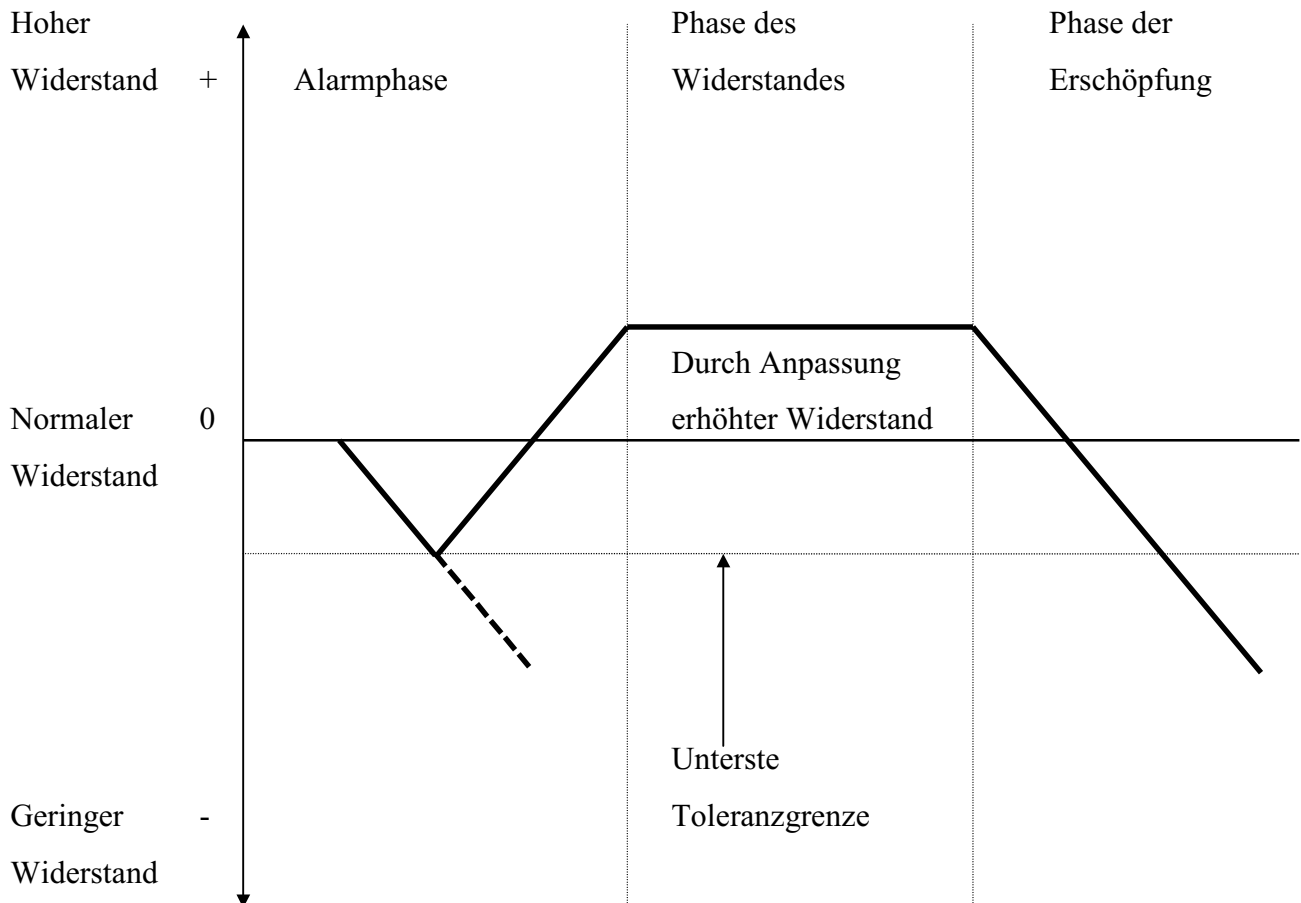 Hoher
Widerstand +
Alarmphase
Phase des
Widerstandes
Phase der
Erschöpfung
Durch Anpassung
erhöhter Widerstand
Normaler 0
Widerstand
Unterste
Toleranzgrenze
Geringer -
Widerstand